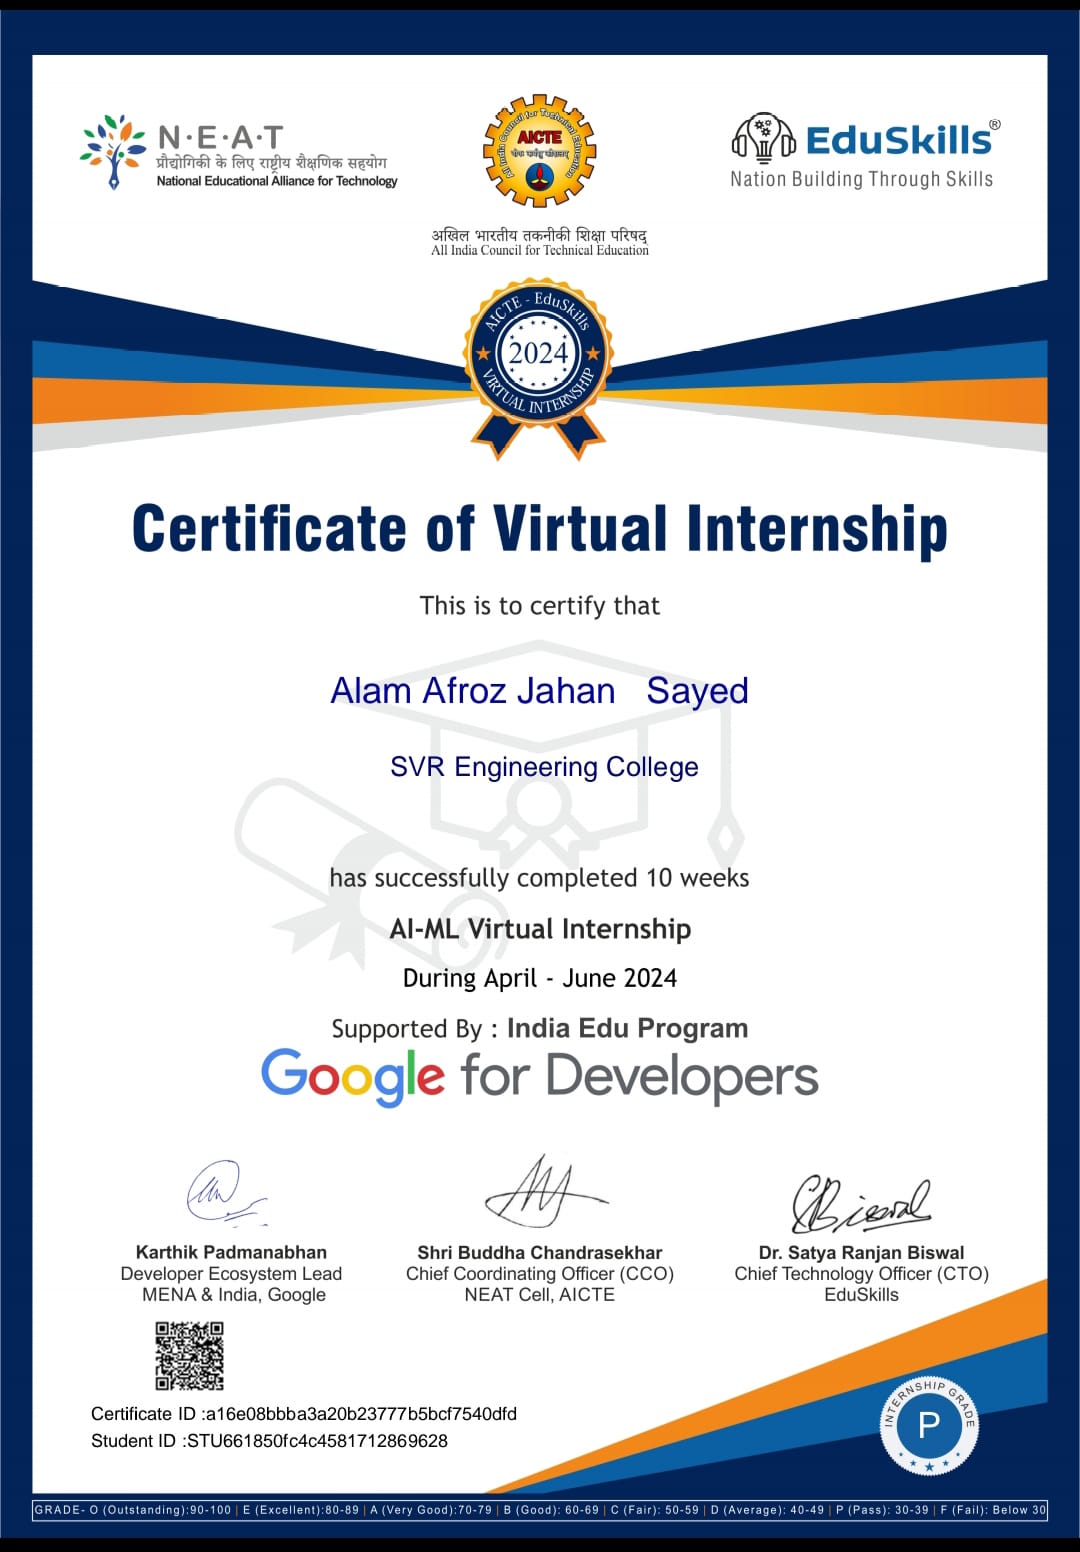 N·E·A·T
प्रौद्योगिकी के लिए राष्ट्रीय शैक्षणिक सहयोग
National Educational Alliance for Technology
All India Council for Technical Education
AICTE
EduSkills®
Nation Building Through Skills
अखिल भारतीय तकनीकी शिक्षा परिषद्
All India Council for Technical Education
AICTE - EduSkills
2024
VIRTUAL INTERNSHIP
Certificate of Virtual Internship
This is to certify that
Alam Afroz Jahan Sayed
SVR Engineering College
has successfully completed 10 weeks
AI-ML Virtual Internship
During April - June 2024
Supported By : India Edu Program
Google for Developers
Karthik Padmanabhan
Developer Ecosystem Lead
MENA & India, Google
Shri Buddha Chandrasekhar
Chief Coordinating Officer (CCO)
NEAT Cell, AICTE
Biswal
Dr. Satya Ranjan Biswal
Chief Technology Officer (CTO)
EduSkills
Certificate ID :a16e08bbba3a20b23777b5bcf7540dfd
Student ID :STU661850fc4c4581712869628
INTERNSHIP GRADE
P
GRADE- O (Outstanding):90-100 | E (Excellent):80-89 | A (Very Good):70-79 | B (Good): 60-69 | C (Fair): 50-59 | D (Average): 40-49 | P (Pass): 30-39 | F (Fail): Below 30